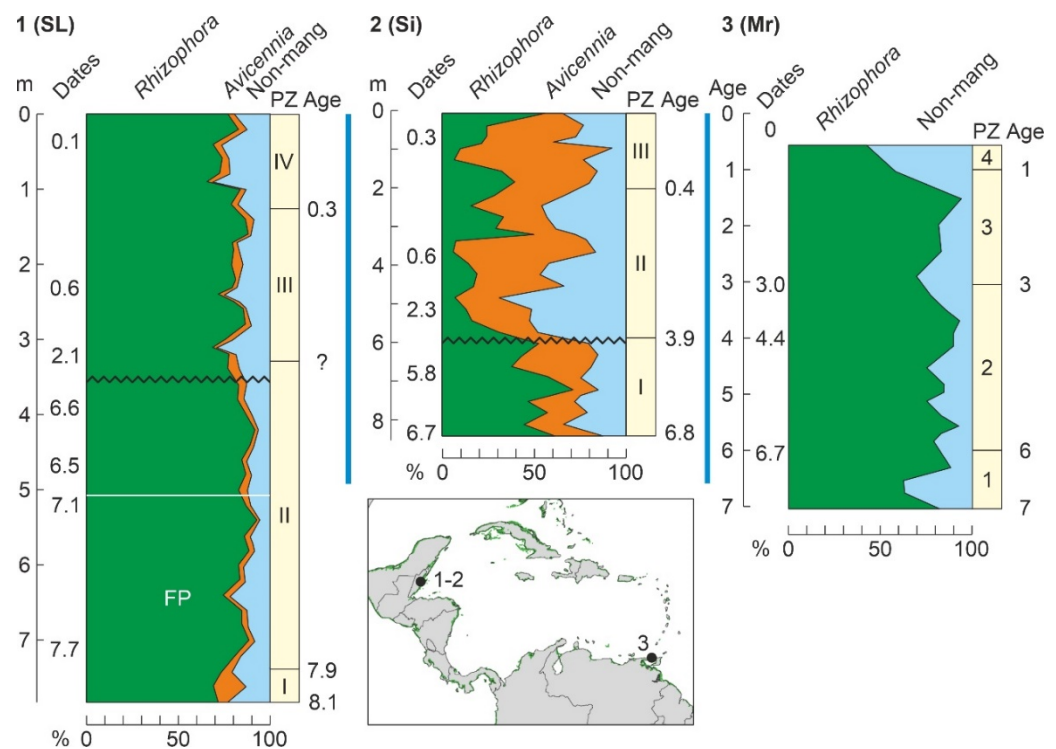 1 (SL)
m
Dates
Rhizophora
Avicennia
Non-mang
PZ Age
0
1
2
3
4
5
6
7
0.1
0.6
2.1
6.6
6.5
7.1
7.7
IV
III
II
I
0.3
?
7.9
8.1
FP
% 0 50 100
2 (Si)
m
Dates
Rhizophora
Avicennia
Non-mang
PZ Age
0
2
4
6
8
0.3
0.6
2.3
5.8
6.7
III
II
I
0.4
3.9
6.8
% 0 50 100
3 (Mr)
Age
Dates
Rhizophora
Non-mang
PZ Age
0
1
2
3
4
5
6
7
0
3.0
4.4
6.7
4
3
2
1
1
3
6
7
% 0 50 100
1-2
3